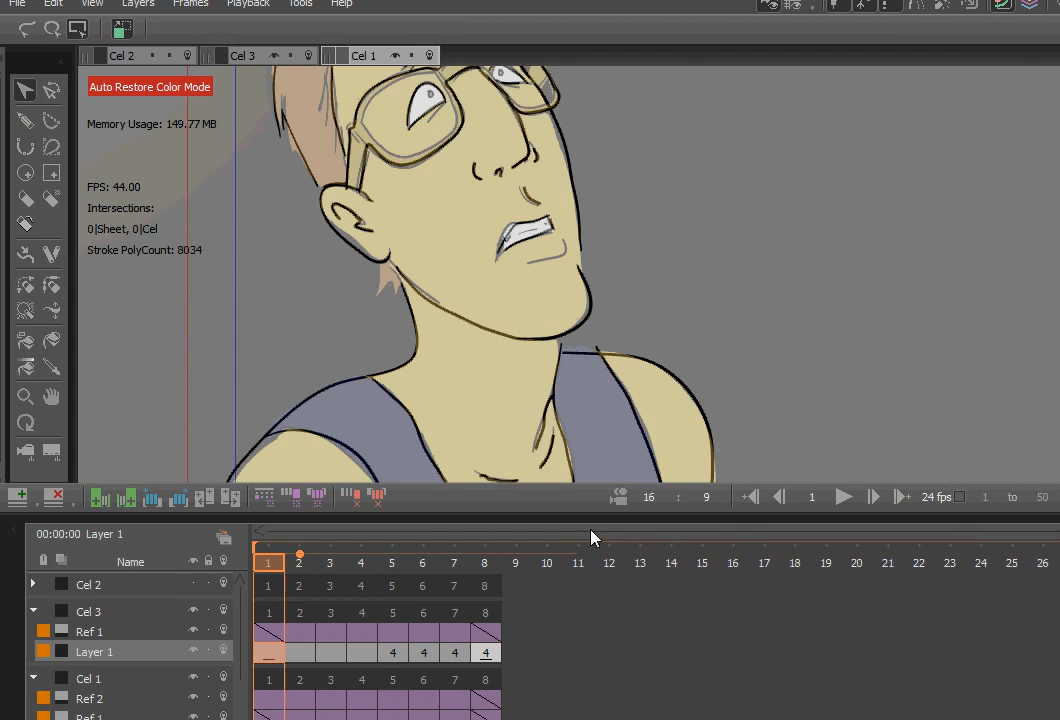 File Edit View Layers Frames Playback Tools Help
Cel 2 Cel 3 Cel 1
Auto Restore Color Mode
Memory Usage: 149.77 MB
FPS: 44.00
Intersections:
0|Sheet, 0|Cel
Stroke PolyCount: 8034
16 : 9 1 24 fps 1 to 50
00:00:00 Layer 1
Name 1 2 3 4 5 6 7 8 9 10 11 12 13 14 15 16 17 18 19 20 21 22 23 24 25 26
Cel 2 1 2 3 4 5 6 7 8
Cel 3 1 2 3 4 5 6 7 8
Ref 1
Layer 1 4 4 4 4
Cel 1 1 2 3 4 5 6 7 8
Ref 2
Ref 1